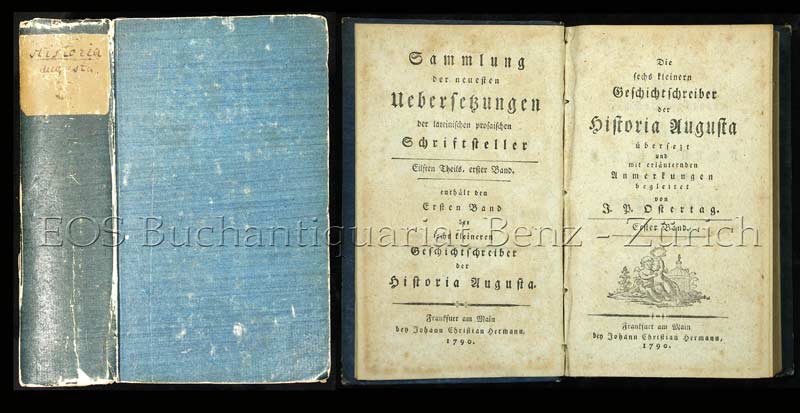 Historia
Augusta
Sammlung
der neuesten
Uebersetzungen
der lateinischen prosaischen
Schriftsteller
Eilften Theils, erster Band.
enthält den
Ersten Band
der
sechs kleineren
Geschichtschreiber
der
Historia Augusta.
Frankfurt am Main
bey Johann Christian Hermann,
1790.
Die
sechs kleinern
Geschichtschreiber
der
Historia Augusta
übersezt
und
mit erläuternden
Anmerkungen
begleitet
von
J. P. Ostertag.
Erster Band.
Frankfurt am Main
bey Johann Christian Hermann,
1790.
EOS Buchantiquariat Benz - Zürich